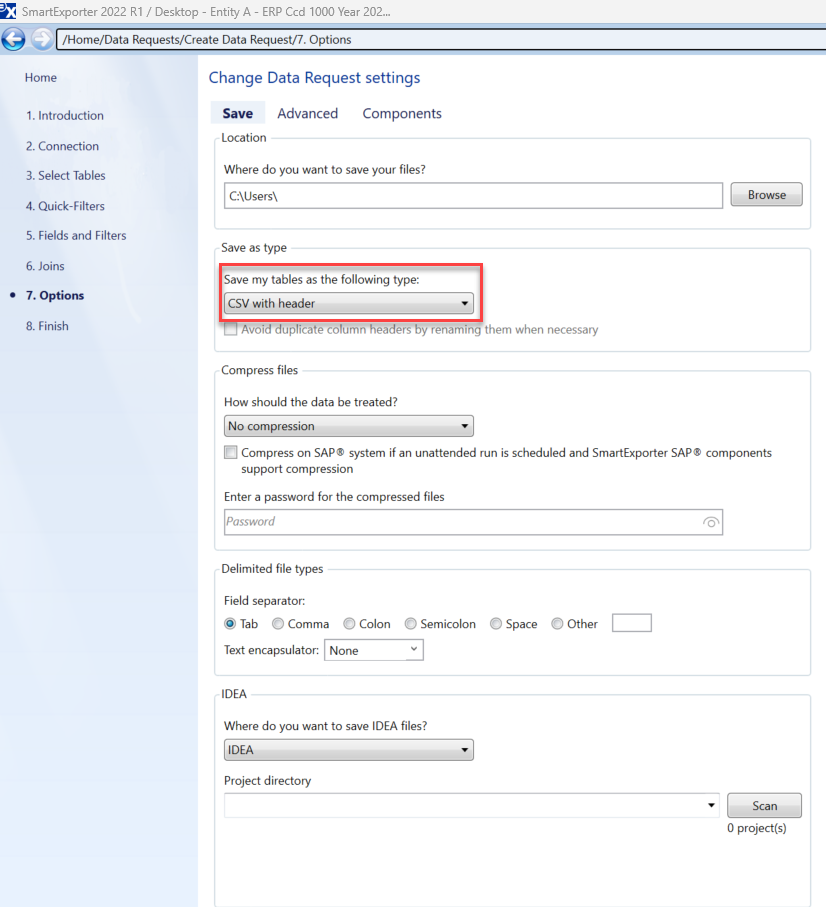 SmartExporter 2022 R1 / Desktop - Entity A - ERP Ccd 1000 Year 202...
/Home/Data Requests/Create Data Request/7. Options
Home
1. Introduction
2. Connection
3. Select Tables
4. Quick-Filters
5. Fields and Filters
6. Joins
7. Options
8. Finish
Change Data Request settings
Save Advanced Components
Location
Where do you want to save your files?
C:\Users\ Browse
Save as type
Save my tables as the following type:
CSV with header
Avoid duplicate column headers by renaming them when necessary
Compress files
How should the data be treated?
No compression
Compress on SAP® system if an unattended run is scheduled and SmartExporter SAP® components
support compression
Enter a password for the compressed files
Password
Delimited file types
Field separator:
Tab Comma Colon Semicolon Space Other
Text encapsulator: None
IDEA
Where do you want to save IDEA files?
IDEA
Project directory
Scan
0 project(s)